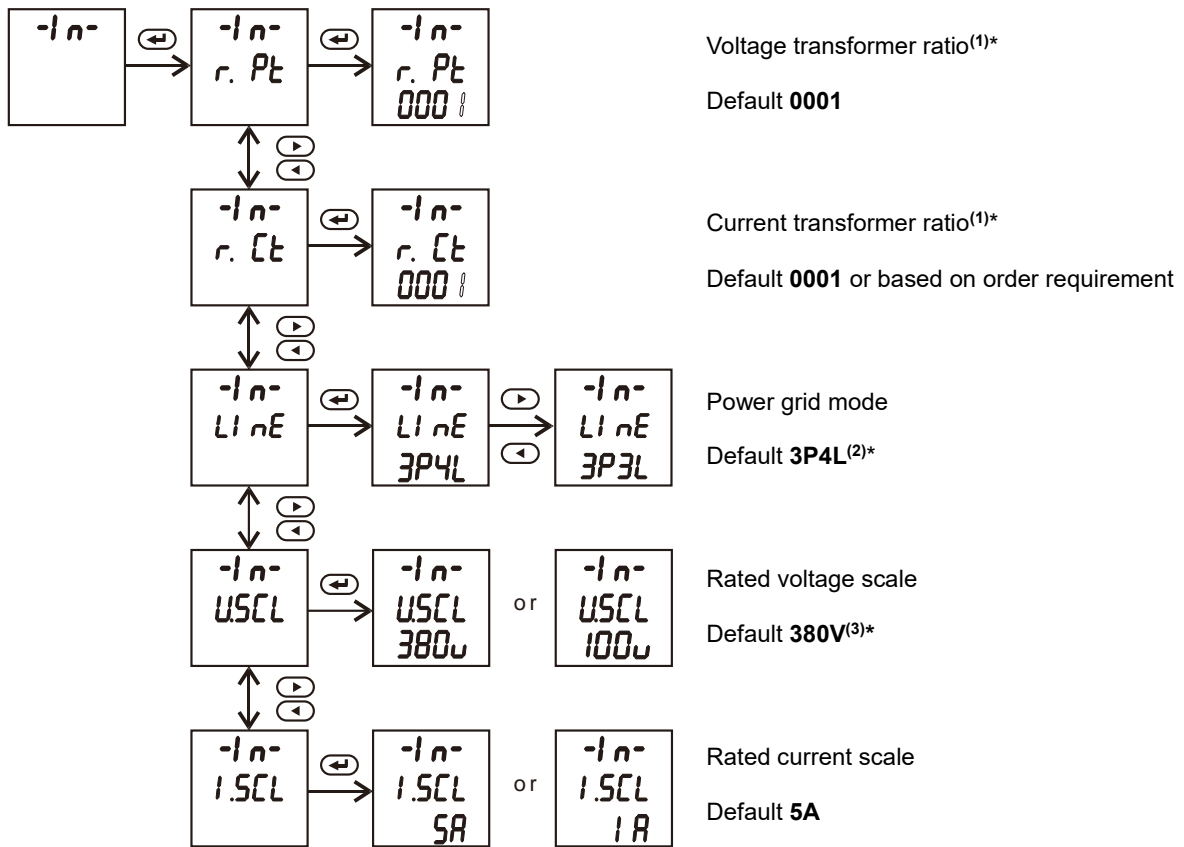 -In- -In- -In- Voltage transformer ratio(1)*
r. Pt r. Pt
0001 Default 0001
-In- -In- Current transformer ratio(1)*
r. Ct r. Ct
0001 Default 0001 or based on order requirement
-In- -In- -In- Power grid mode
LInE LInE LInE
3P4L 3P3L Default 3P4L(2)*
-In- -In- or -In- Rated voltage scale
U.SCL U.SCL U.SCL
380v 100v Default 380V(3)*
-In- -In- or -In- Rated current scale
I.SCL I.SCL I.SCL
5A 1A Default 5A